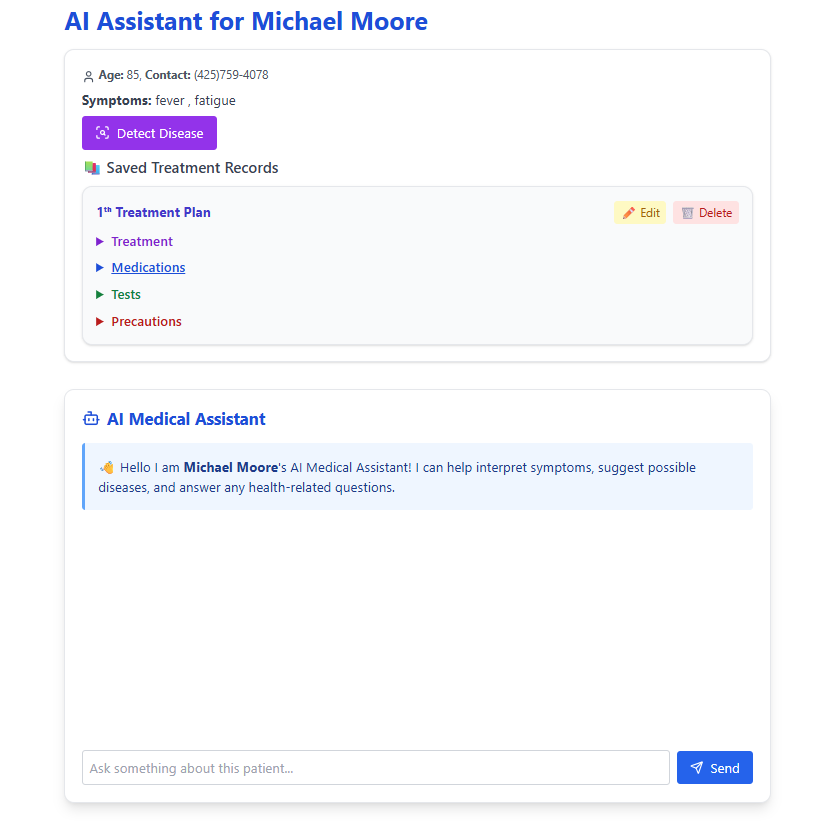 AI Assistant for Michael Moore
Age: 85, Contact: (425)759-4078
Symptoms: fever , fatigue
Detect Disease
Saved Treatment Records
1ᵗʰ Treatment Plan
Edit
Delete
Treatment
Medications
Tests
Precautions
AI Medical Assistant
Hello I am Michael Moore's AI Medical Assistant! I can help interpret symptoms, suggest possible
diseases, and answer any health-related questions.
Ask something about this patient...
Send